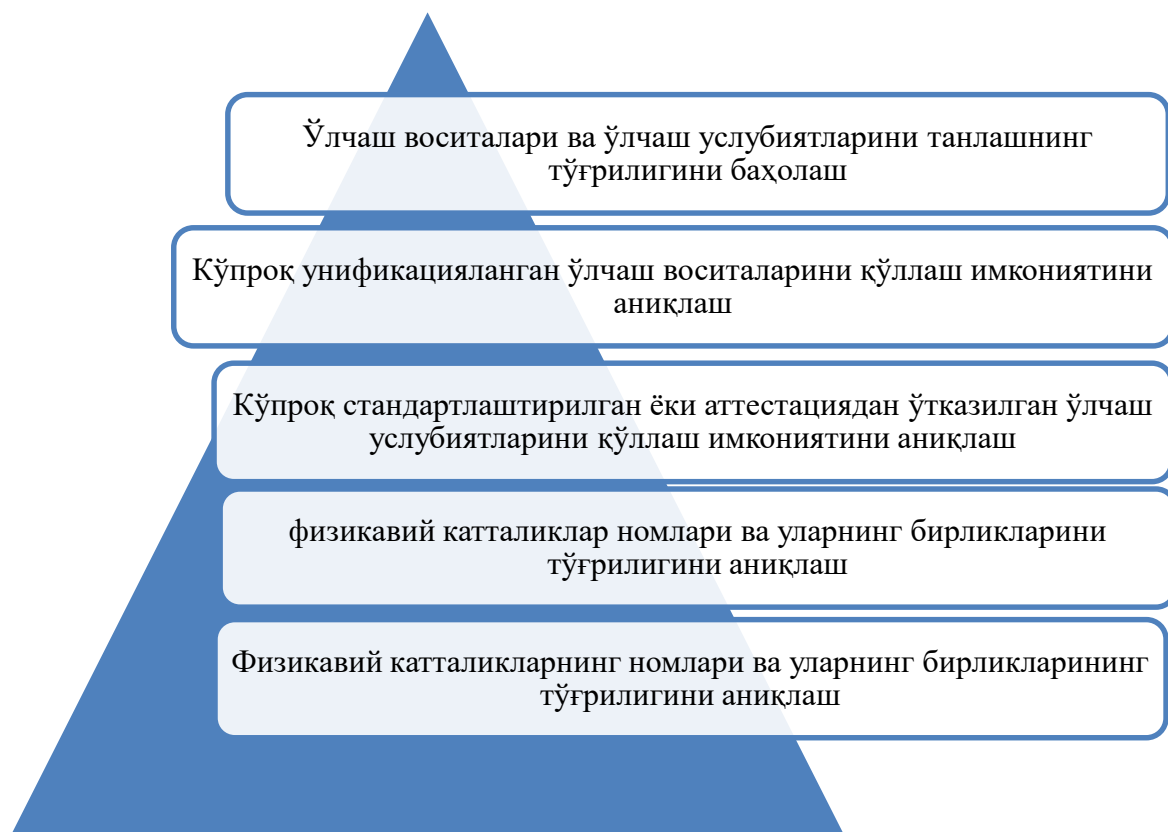 Ўлчаш воситалари ва ўлчаш услубиятларини танлашнинг
тўғрилигини баҳолаш
Кўпроқ унификацияланган ўлчаш воситаларини қўллаш имкониятини
аниқлаш
Кўпроқ стандартлаштирилган ёки аттестациядан ўтказилган ўлчаш
услубиятларини қўллаш имкониятини аниқлаш
физикавий катталиклар номлари ва уларнинг бирликларини
тўғрилигини аниқлаш
Физикавий катталикларнинг номлари ва уларнинг бирликларининг
тўғрилигини аниқлаш